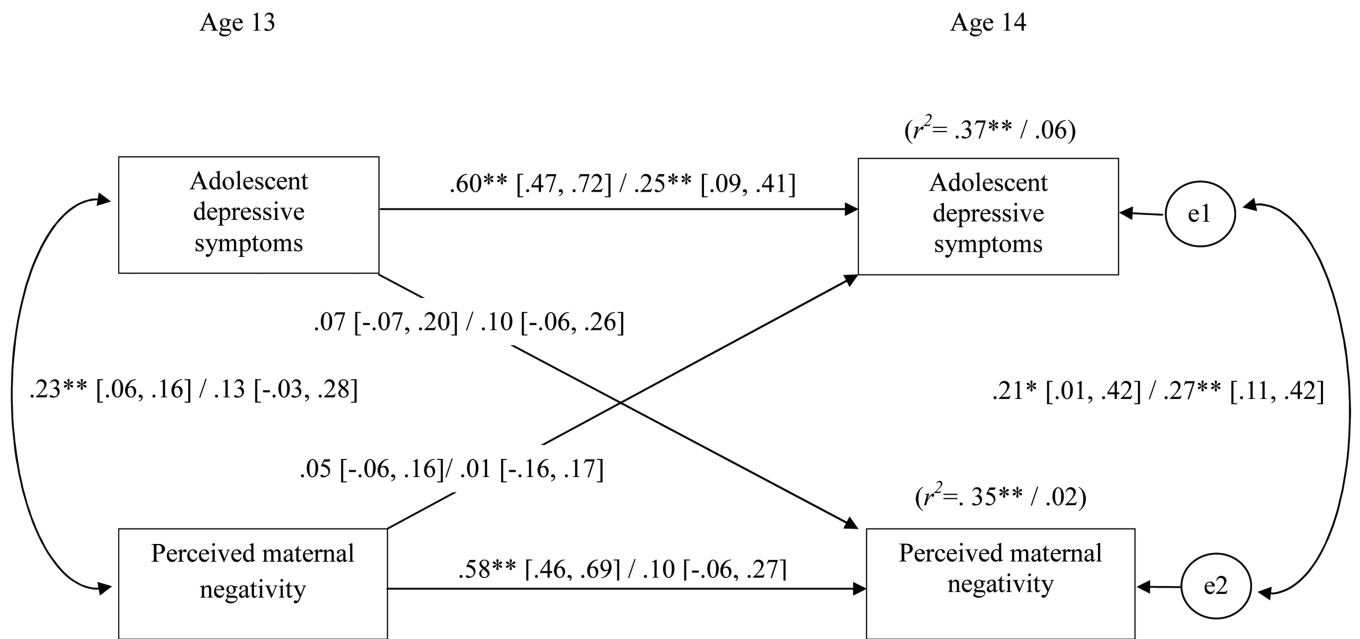 Age 13
Age 14
(r²= .37** / .06)
Adolescent
depressive
symptoms
.60** [.47, .72] / .25** [.09, .41]
Adolescent
depressive
symptoms
e1
.07 [-.07, .20] / .10 [-.06, .26]
.23** [.06, .16] / .13 [-.03, .28]
.21* [.01, .42] / .27** [.11, .42]
.05 [-.06, .16]/ .01 [-.16, .17]
(r²=. 35** / .02)
Perceived maternal
negativity
.58** [.46, .69] / .10 [-.06, .27]
Perceived maternal
negativity
e2